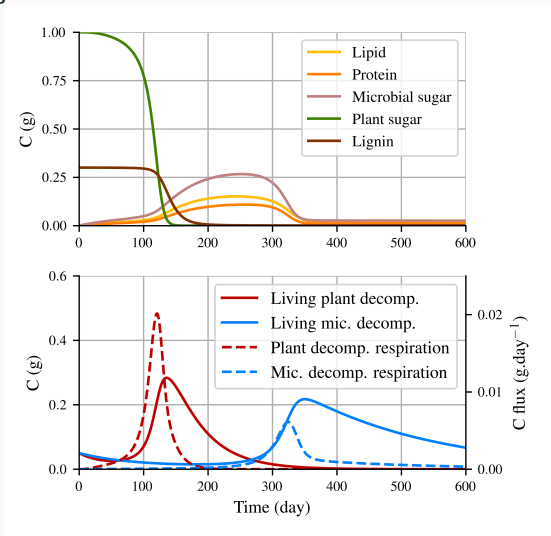 1.00
0.75
0.50
0.25
0.00
C (g)
Lipid
Protein
Microbial sugar
Plant sugar
Lignin
0 100 200 300 400 500 600
0.6
0.4
0.2
0.0
C (g)
Living plant decomp.
Living mic. decomp.
Plant decomp. respiration
Mic. decomp. respiration
0.02
0.01
0.00
C flux (g.day⁻¹)
0 100 200 300 400 500 600
Time (day)